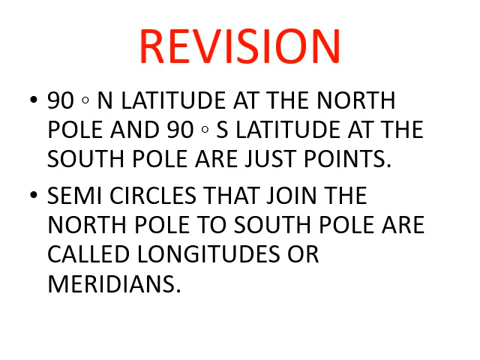 REVISION
• 90 ◦ N LATITUDE AT THE NORTH
POLE AND 90 ◦ S LATITUDE AT THE
SOUTH POLE ARE JUST POINTS.
• SEMI CIRCLES THAT JOIN THE
NORTH POLE TO SOUTH POLE ARE
CALLED LONGITUDES OR
MERIDIANS.